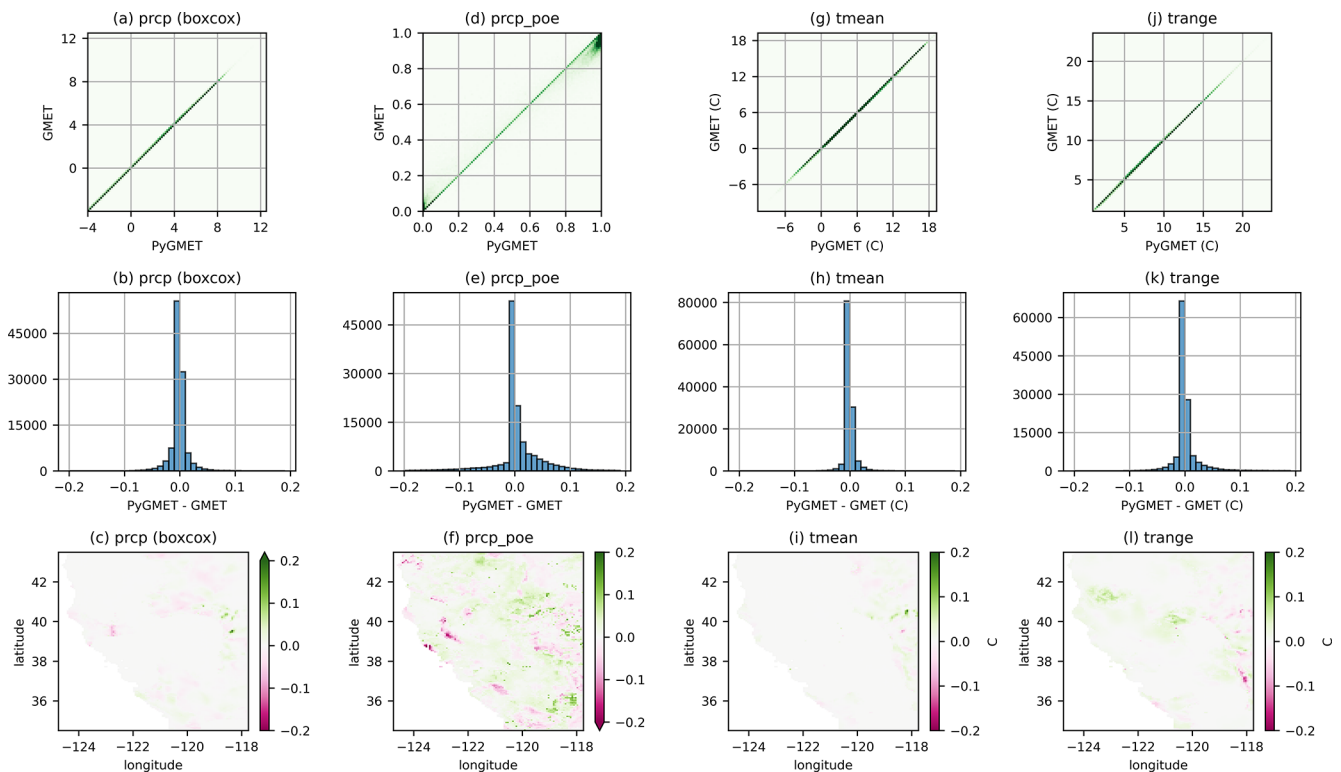 (a) prcp (boxcox)
12
8
4
0
GMET
−4 0 4 8 12
PyGMET
(d) prcp_poe
1.0
0.8
0.6
0.4
0.2
0.0
GMET
0.0 0.2 0.4 0.6 0.8 1.0
PyGMET
(g) tmean
18
12
6
0
−6
GMET (C)
−6 0 6 12 18
PyGMET (C)
(j) trange
20
15
10
5
GMET (C)
5 10 15 20
PyGMET (C)
(b) prcp (boxcox)
45000
30000
15000
0
−0.2 −0.1 0.0 0.1 0.2
PyGMET - GMET
(e) prcp_poe
45000
30000
15000
0
−0.2 −0.1 0.0 0.1 0.2
PyGMET - GMET
(h) tmean
80000
60000
40000
20000
0
−0.2 −0.1 0.0 0.1 0.2
PyGMET - GMET (C)
(k) trange
60000
45000
30000
15000
0
−0.2 −0.1 0.0 0.1 0.2
PyGMET - GMET (C)
(c) prcp (boxcox)
42
40
38
36
latitude
−124 −122 −120 −118
longitude
0.2
0.1
0.0
−0.1
−0.2
(f) prcp_poe
42
40
38
36
latitude
−124 −122 −120 −118
longitude
0.2
0.1
0.0
−0.1
−0.2
(i) tmean
42
40
38
36
latitude
−124 −122 −120 −118
longitude
0.2
0.1
0.0
−0.1
−0.2
C
(l) trange
42
40
38
36
latitude
−124 −122 −120 −118
longitude
0.2
0.1
0.0
−0.1
−0.2
C